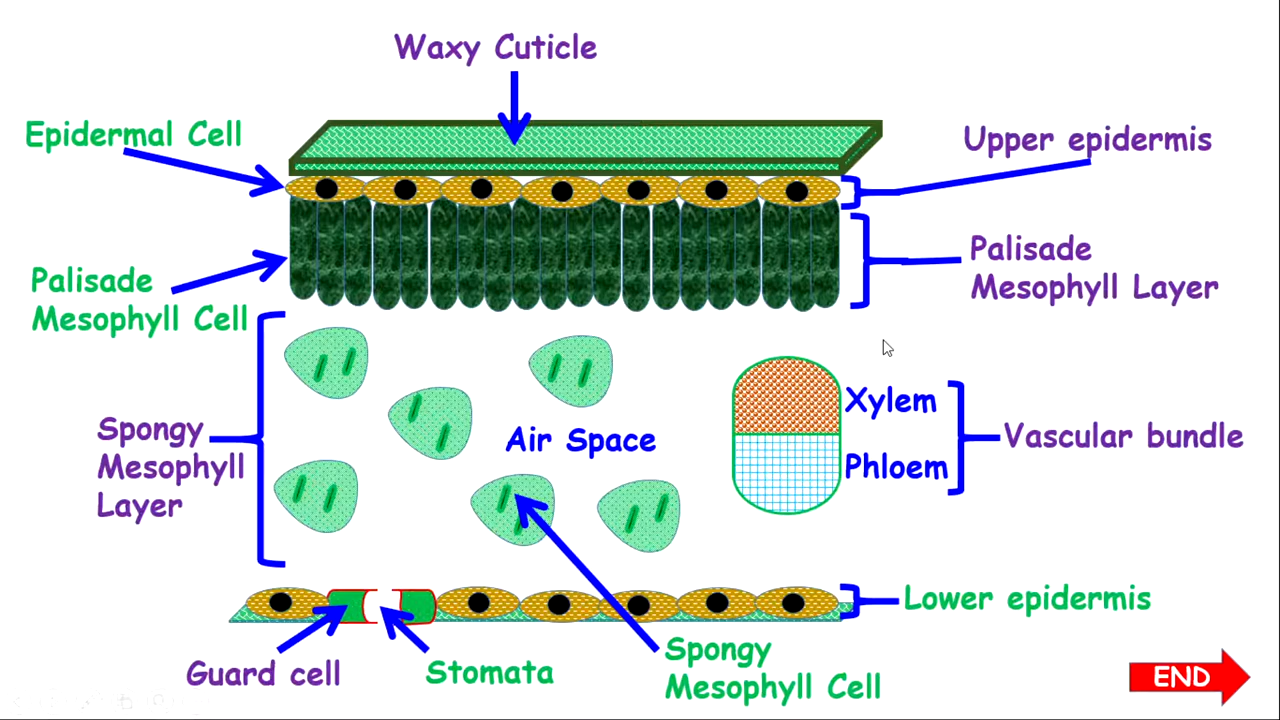 Waxy Cuticle
Epidermal Cell
Upper epidermis
Palisade
Mesophyll Layer
Palisade
Mesophyll Cell
Xylem
Air Space
Spongy
Mesophyll
Layer
Vascular bundle
Phloem
Lower epidermis
Guard cell
Stomata
Spongy
Mesophyll Cell
END